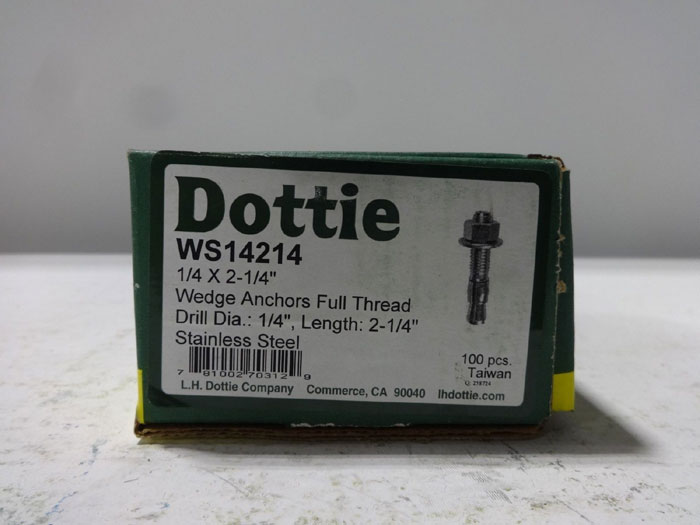 Dottie
WS14214
1/4 X 2-1/4"
Wedge Anchors Full Thread
Drill Dia.: 1/4", Length: 2-1/4"
Stainless Steel
7 81002 70312 9
100 pcs.
Taiwan
L.H. Dottie Company Commerce, CA 90040 lhdottie.com